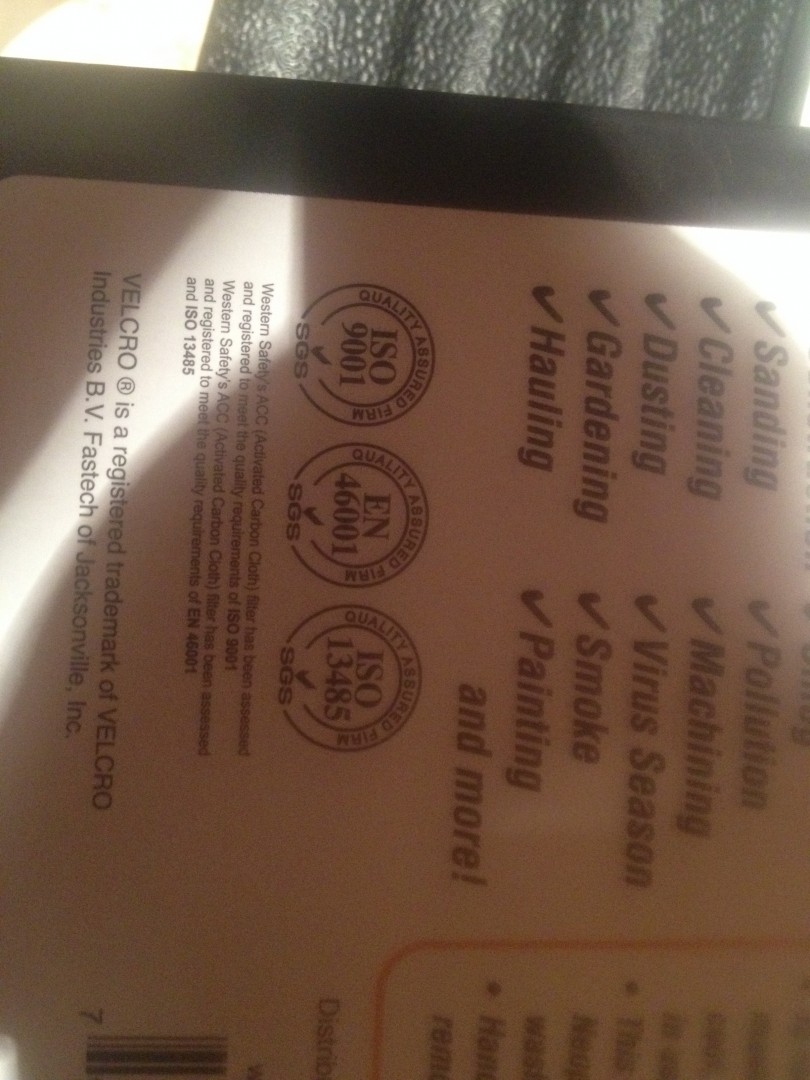 ✔ Sanding
✔ Cleaning
✔ Dusting
✔ Gardening
✔ Hauling
✔ Pollution
✔ Machining
✔ Virus Season
✔ Smoke
✔ Painting
and more!
QUALITY ASSURED FIRM
ISO
9001
SGS
QUALITY ASSURED FIRM
EN
46001
SGS
QUALITY ASSURED FIRM
ISO
13485
SGS
Western Safety's ACC (Activated Carbon Cloth) filter has been assessed
and registered to meet the quality requirements of ISO 9001
Western Safety's ACC (Activated Carbon Cloth) filter has been assessed
and registered to meet the quality requirements of EN 46001
and ISO 13485
VELCRO ® is a registered trademark of VELCRO
Industries B.V. Fastech of Jacksonville, Inc.
• This
• Hand
Distrib
7